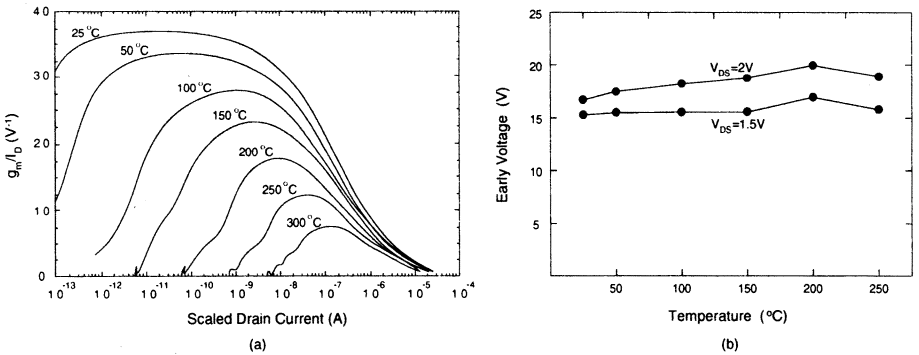 40
30
20
10
0
g_m/I_D (V^-1)
25 °C
50 °C
100 °C
150 °C
200 °C
250 °C
300 °C
10^-13 10^-12 10^-11 10^-10 10^-9 10^-8 10^-7 10^-6 10^-5 10^-4
Scaled Drain Current (A)
(a)
25
20
15
10
5
Early Voltage (V)
V_DS=2V
V_DS=1.5V
50 100 150 200 250
Temperature (°C)
(b)